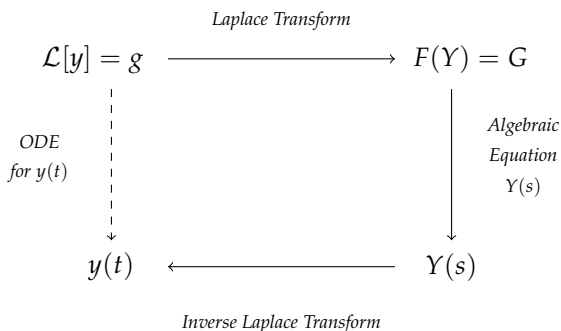 Laplace Transform
ℒ[y] = g
F(Y) = G
ODE
for y(t)
Algebraic
Equation
Y(s)
y(t)
Y(s)
Inverse Laplace Transform